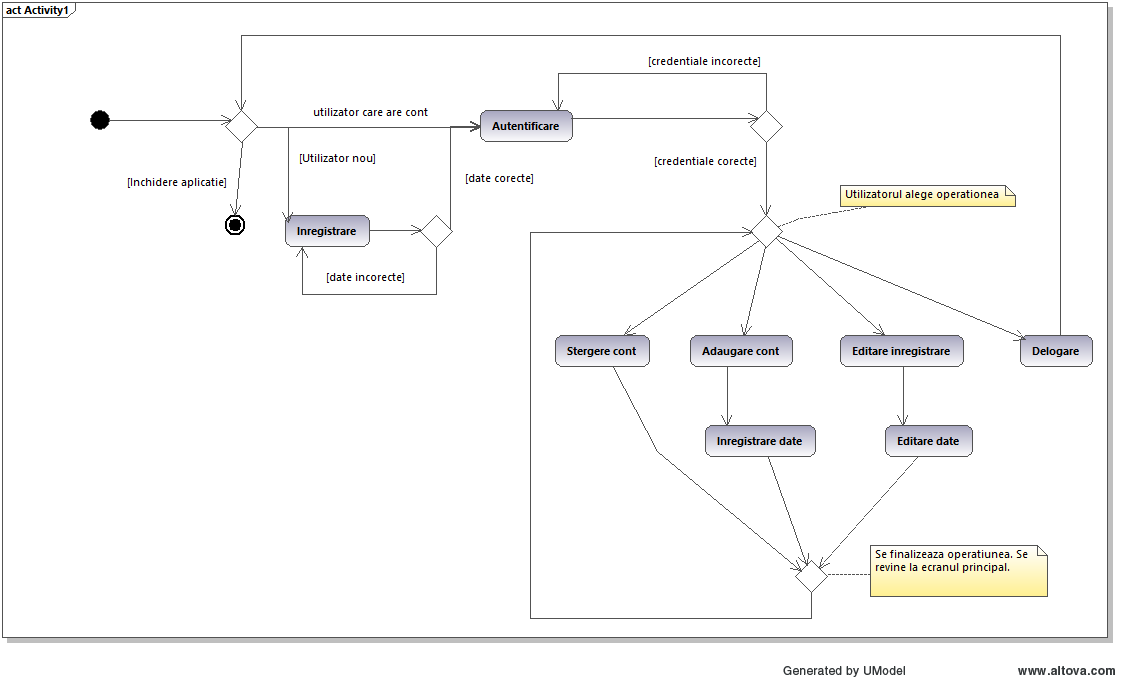 act Activity1
[credentiale incorecte]
utilizator care are cont
Autentificare
[Utilizator nou]
[credentiale corecte]
[Inchidere aplicatie]
[date corecte]
Utilizatorul alege operationea
Inregistrare
[date incorecte]
Stergere cont
Adaugare cont
Editare inregistrare
Delogare
Inregistrare date
Editare date
Se finalizeaza operatiunea. Se
revine la ecranul principal.
Generated by UModel
www.altova.com